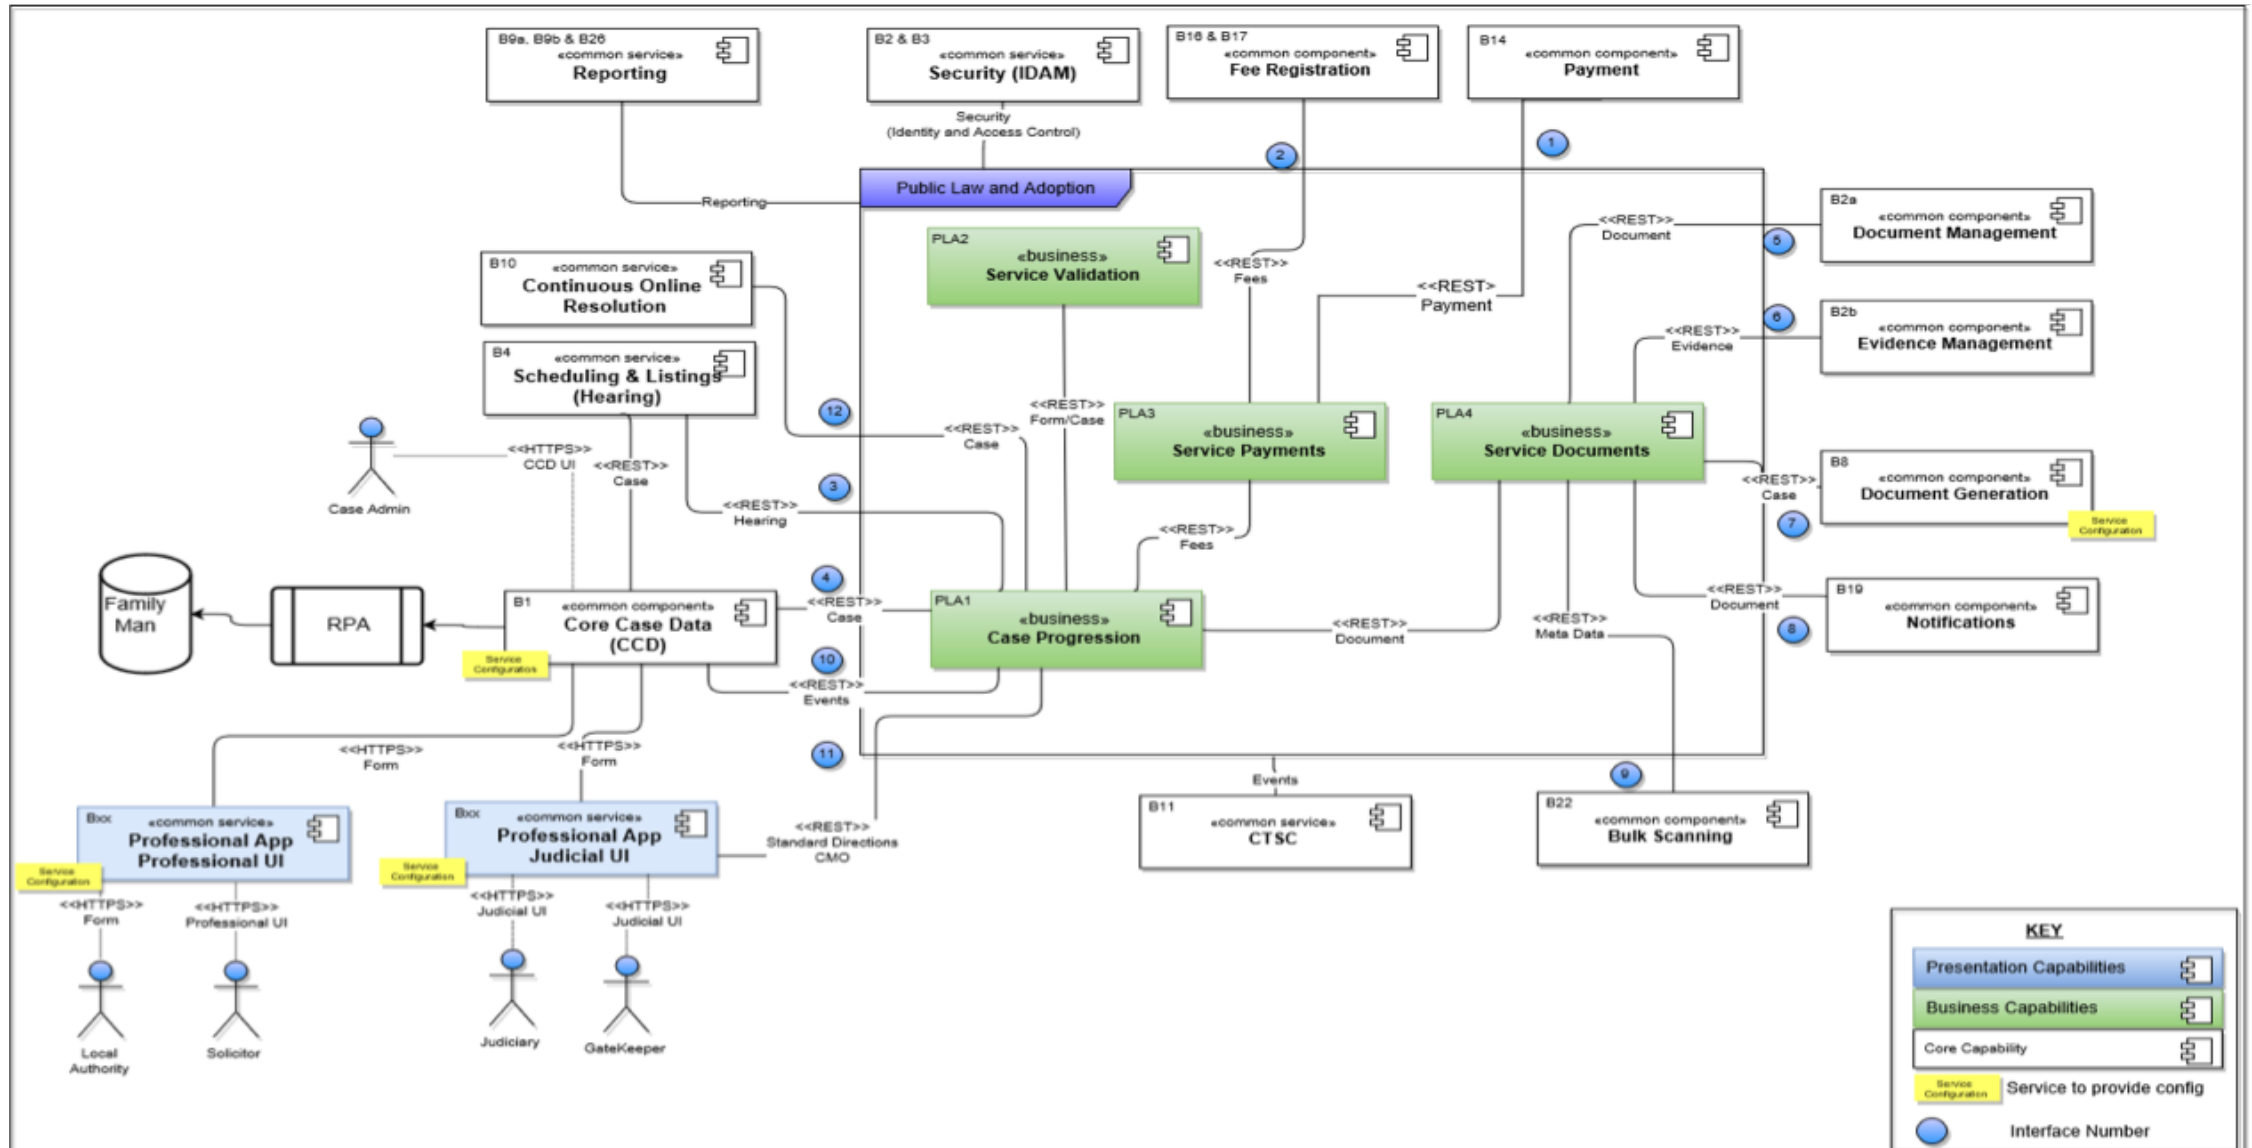 B9a, B9b & B26
«common service»
Reporting
B2 & B3
«common service»
Security (IDAM)
B16 & B17
«common component»
Fee Registration
B14
«common component»
Payment
Security
(Identity and Access Control)
1
2
Public Law and Adoption
Reporting
B2a
«common component»
Document Management
<<REST>>
Document
5
PLA2
«business»
Service Validation
B10
«common service»
Continuous Online
Resolution
<<REST>>
Fees
<<REST>
Payment
B2b
«common component»
Evidence Management
6
<<REST>>
Evidence
B4
«common service»
Scheduling & Listings
(Hearing)
12
<<REST>>
Case
<<REST>>
Form/Case
PLA3
«business»
Service Payments
PLA4
«business»
Service Documents
<<HTTPS>>
CCD UI
<<REST>>
Case
Case Admin
3
<<REST>>
Hearing
<<REST>>
Case
7
B8
«common component»
Document Generation
Service
Configuration
<<REST>>
Fees
Family
Man
RPA
B1
«common component»
Core Case Data
(CCD)
Service
Configuration
4
<<REST>>
Case
PLA1
«business»
Case Progression
<<REST>>
Document
<<REST>>
Meta Data
<<REST>>
Document
8
B19
«common component»
Notifications
10
<<REST>>
Events
<<HTTPS>>
Form
<<HTTPS>>
Form
11
Events
9
Bxx
«common service»
Professional App
Professional UI
Service
Configuration
Bxx
«common service»
Professional App
Judicial UI
Service
Configuration
<<REST>>
Standard Directions
CMO
B11
«common service»
CTSC
B22
«common component»
Bulk Scanning
<<HTTPS>>
Form
<<HTTPS>>
Professional UI
<<HTTPS>>
Judicial UI
<<HTTPS>>
Judicial UI
Local
Authority
Solicitor
Judiciary
GateKeeper
KEY
Presentation Capabilities
Business Capabilities
Core Capability
Service
Configuration
Service to provide config
Interface Number